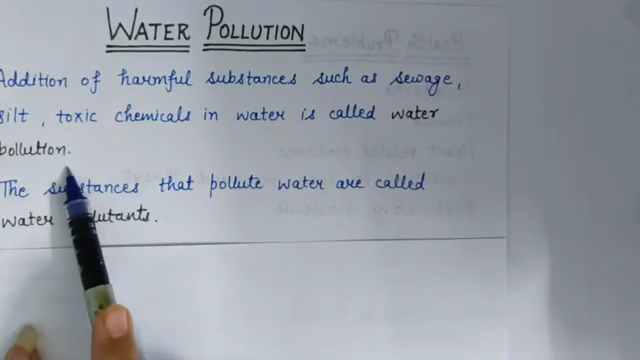 WATER POLLUTION
Addition of harmful substances such as sewage,
silt, toxic chemicals in water is called water
pollution.
The substances that pollute water are called
water